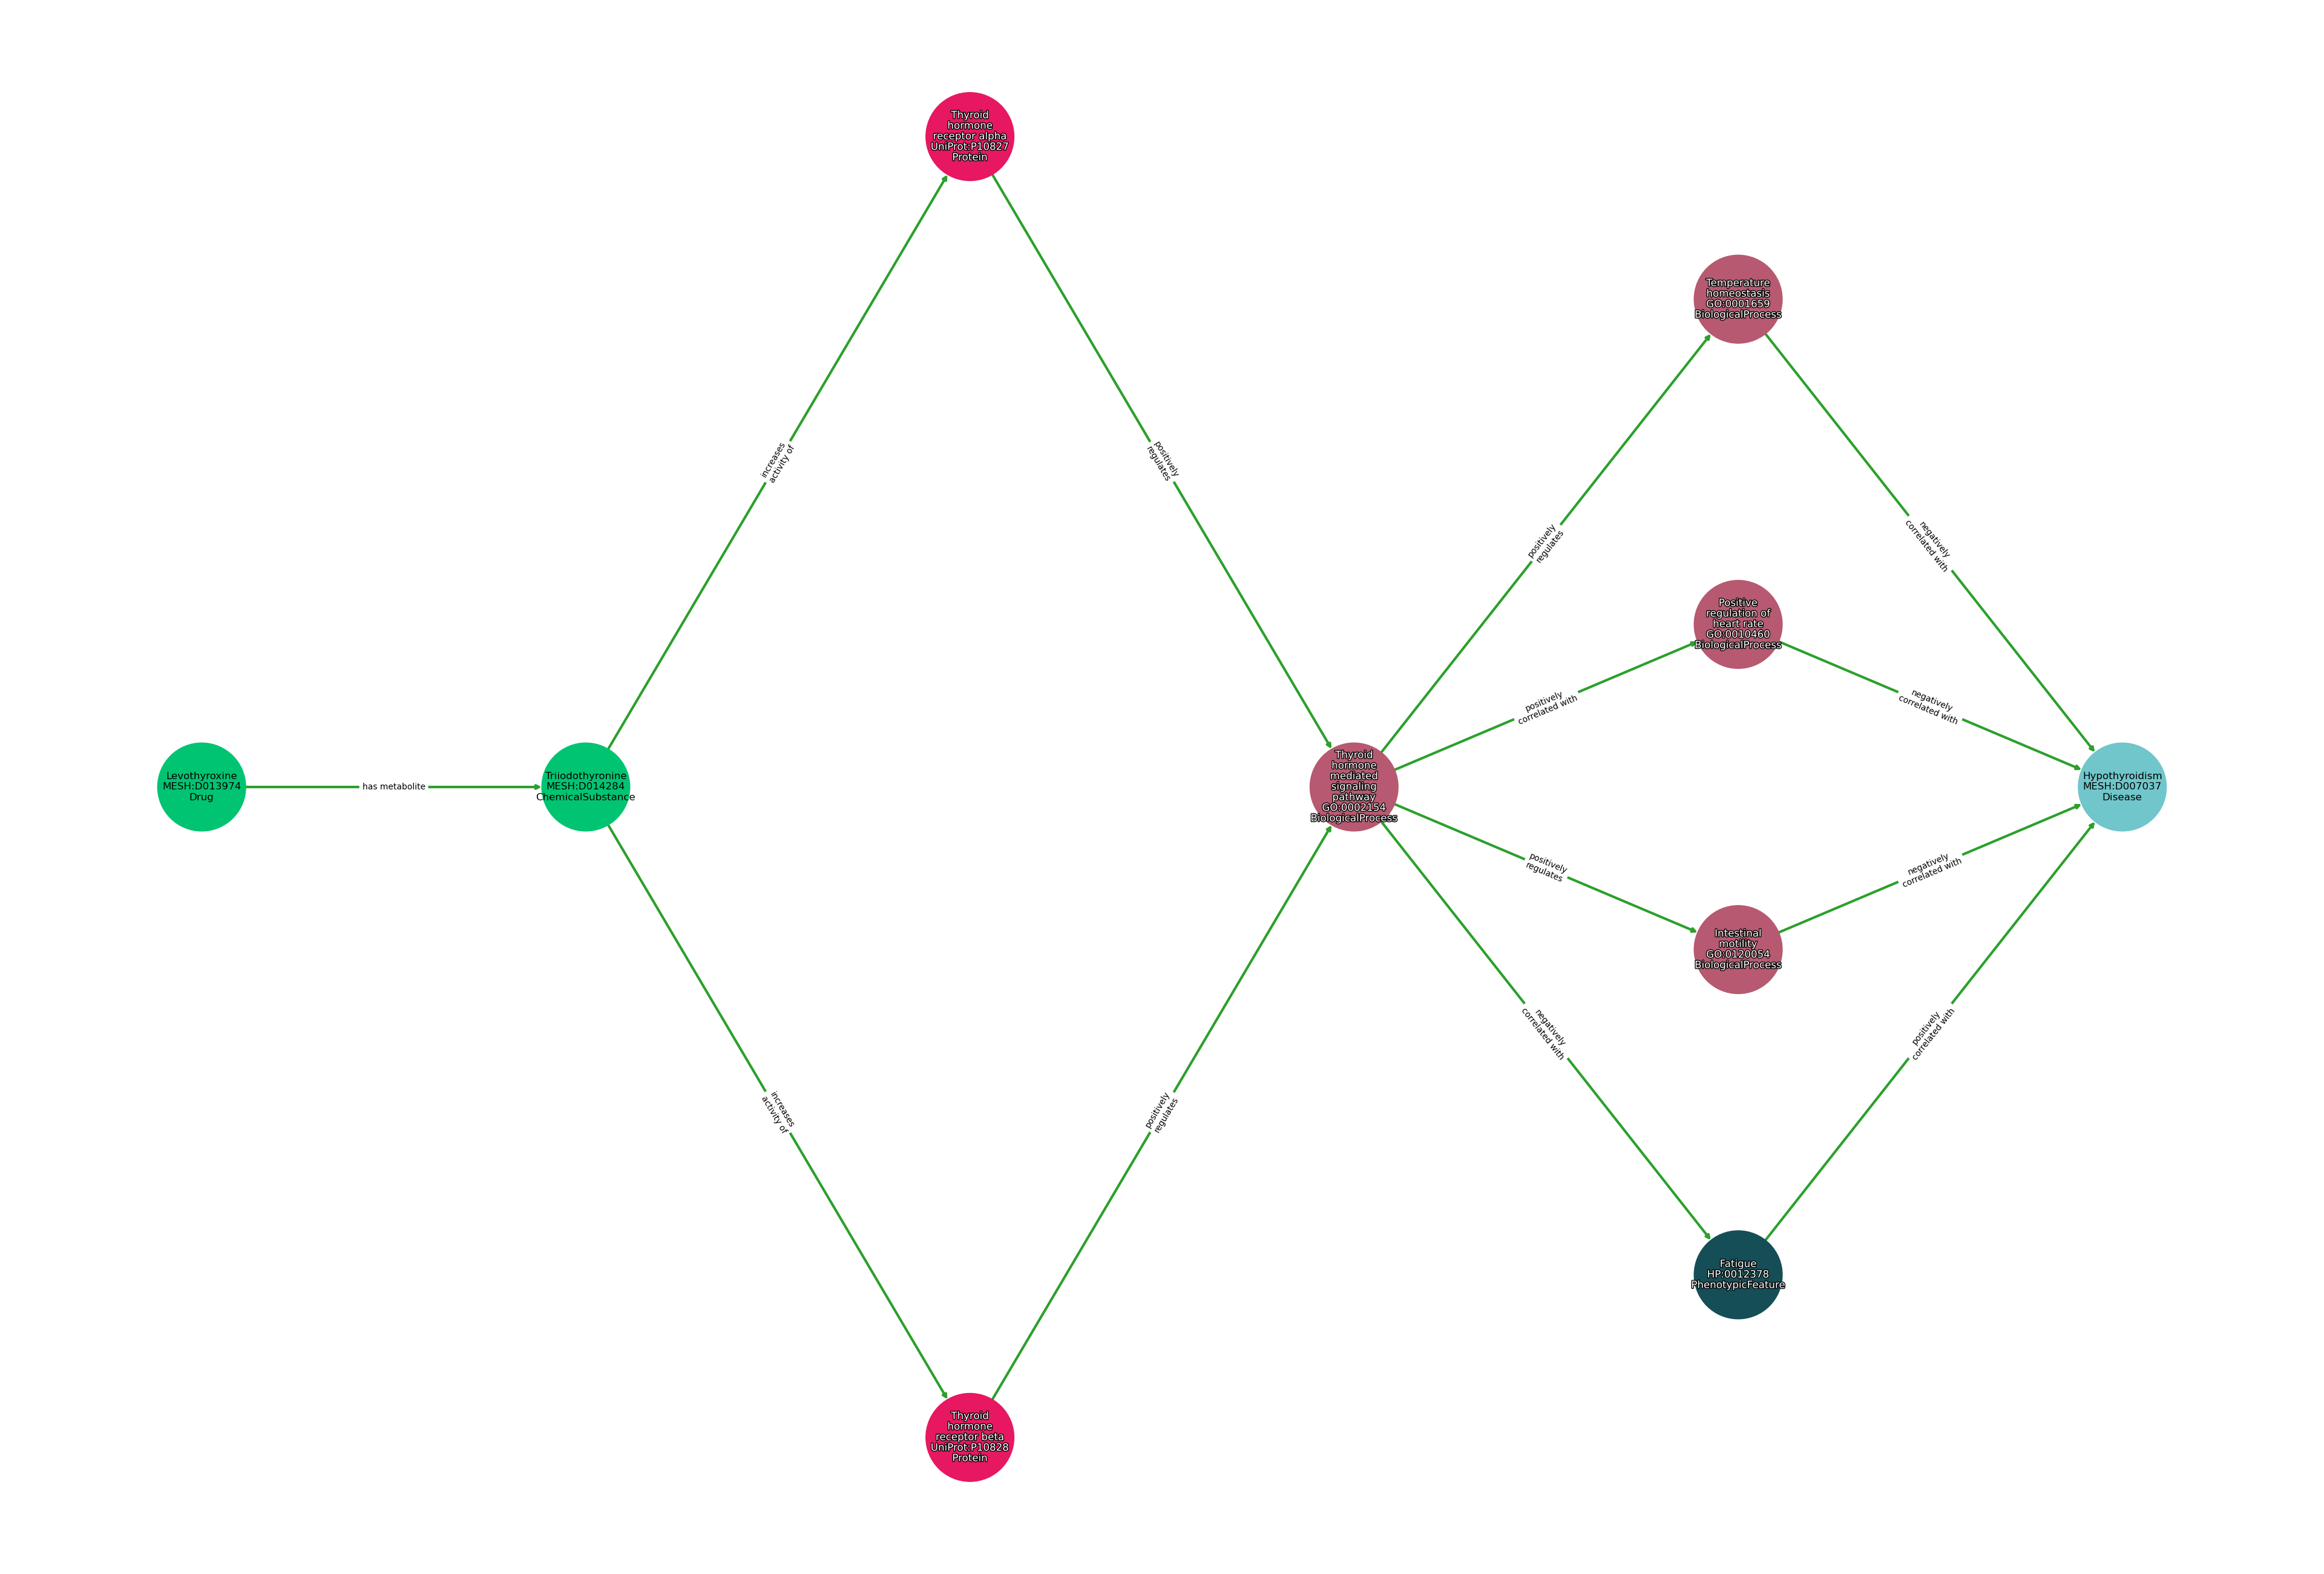 Thyroid
hormone
receptor alpha
UniProt:P10827
Protein
Temperature
homeostasis
GO:0001659
BiologicalProcess
increases
activity of
positively
regulates
positively
regulates
negatively
correlated with
Positive
regulation of
heart rate
GO:0010460
BiologicalProcess
positively
correlated with
negatively
correlated with
Levothyroxine
MESH:D013974
Drug
has metabolite
Triiodothyronine
MESH:D014284
ChemicalSubstance
Thyroid
hormone
mediated
signaling
pathway
GO:0002154
BiologicalProcess
Hypothyroidism
MESH:D007037
Disease
positively
regulates
negatively
correlated with
Intestinal
motility
GO:0120054
BiologicalProcess
negatively
correlated with
positively
correlated with
increases
activity of
positively
regulates
Fatigue
HP:0012378
PhenotypicFeature
Thyroid
hormone
receptor beta
UniProt:P10828
Protein